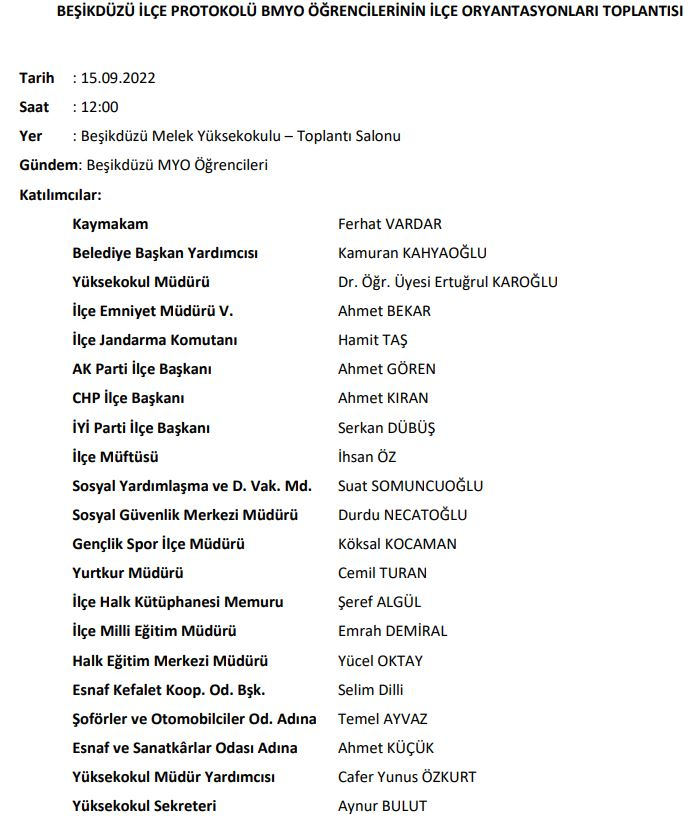 BEŞİKDÜZÜ İLÇE PROTOKOLÜ BMYO ÖĞRENCİLERİNİN İLÇE ORYANTASYONLARI TOPLANTISI
Tarih : 15.09.2022
Saat : 12:00
Yer : Beşikdüzü Melek Yüksekokulu – Toplantı Salonu
Gündem: Beşikdüzü MYO Öğrencileri
Katılımcılar:
Kaymakam Ferhat VARDAR
Belediye Başkan Yardımcısı Kamuran KAHYAOĞLU
Yüksekokul Müdürü Dr. Öğr. Üyesi Ertuğrul KAROĞLU
İlçe Emniyet Müdürü V. Ahmet BEKAR
İlçe Jandarma Komutanı Hamit TAŞ
AK Parti İlçe Başkanı Ahmet GÖREN
CHP İlçe Başkanı Ahmet KIRAN
İYİ Parti İlçe Başkanı Serkan DÜBÜŞ
İlçe Müftüsü İhsan ÖZ
Sosyal Yardımlaşma ve D. Vak. Md. Suat SOMUNCUOĞLU
Sosyal Güvenlik Merkezi Müdürü Durdu NECATOĞLU
Gençlik Spor İlçe Müdürü Köksal KOCAMAN
Yurtkur Müdürü Cemil TURAN
İlçe Halk Kütüphanesi Memuru Şeref ALGÜL
İlçe Milli Eğitim Müdürü Emrah DEMİRAL
Halk Eğitim Merkezi Müdürü Yücel OKTAY
Esnaf Kefalet Koop. Od. Bşk. Selim Dilli
Şoförler ve Otomobilciler Od. Adına Temel AYVAZ
Esnaf ve Sanatkârlar Odası Adına Ahmet KÜÇÜK
Yüksekokul Müdür Yardımcısı Cafer Yunus ÖZKURT
Yüksekokul Sekreteri Aynur BULUT